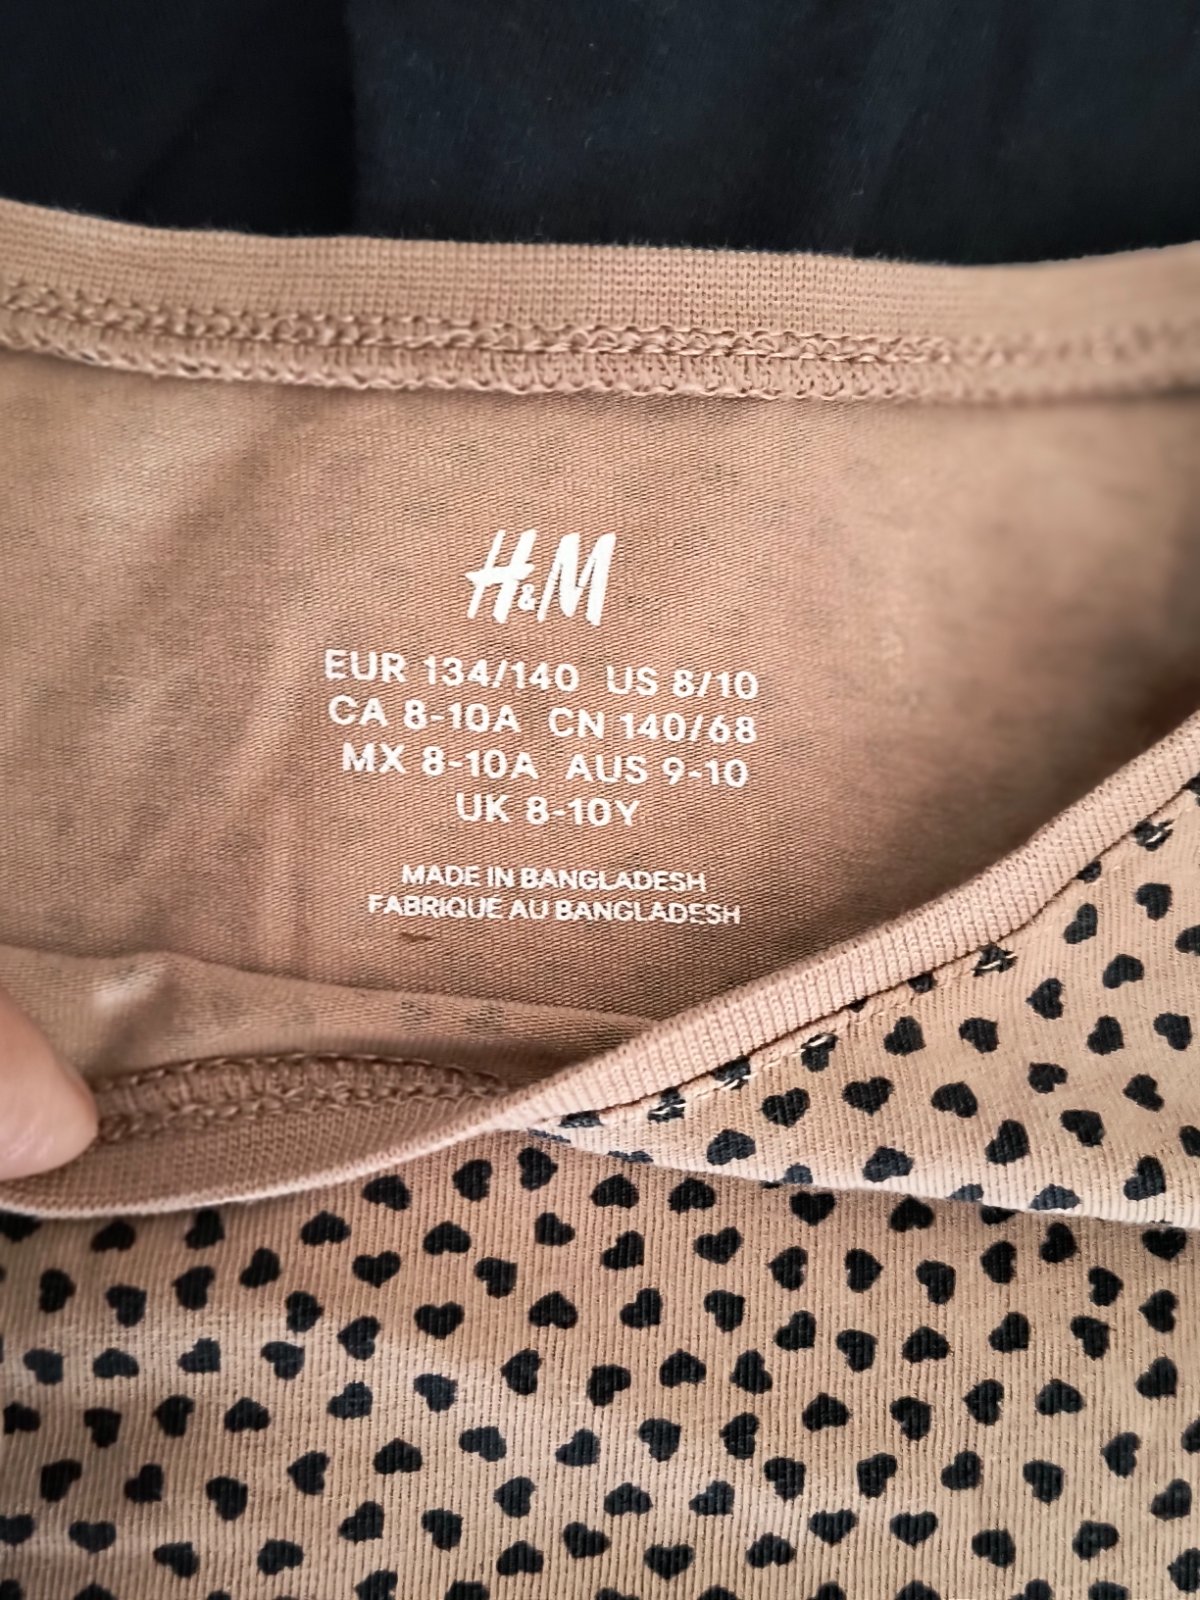 H&M
EUR 134/140 US 8/10
CA 8-10A CN 140/68
MX 8-10A AUS 9-10
UK 8-10Y
MADE IN BANGLADESH
FABRIQUE AU BANGLADESH